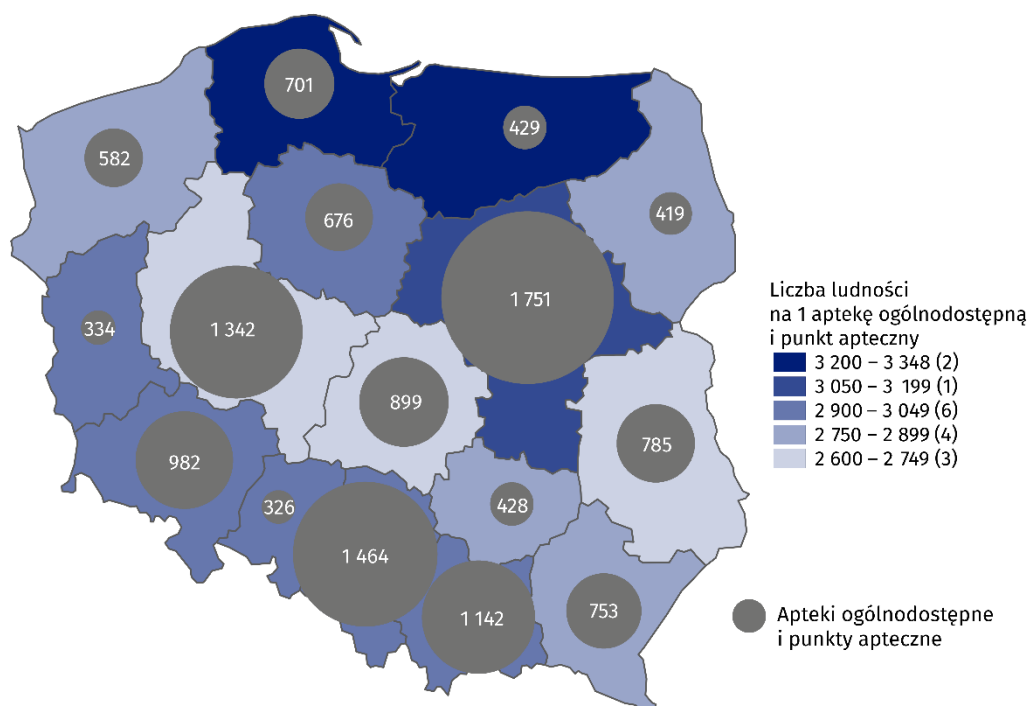 701
429
582
419
676
1 751
334
1 342
899
785
982
326
428
1 464
1 142
753
Liczba ludności
na 1 aptekę ogólnodostępną
i punkt apteczny
3 200 – 3 348 (2)
3 050 – 3 199 (1)
2 900 – 3 049 (6)
2 750 – 2 899 (4)
2 600 – 2 749 (3)
Apteki ogólnodostępne
i punkty apteczne